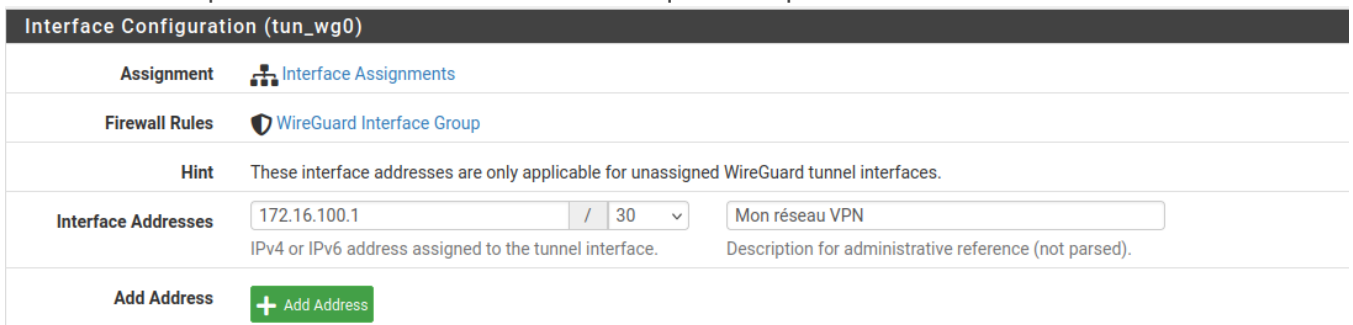 Interface Configuration (tun_wg0)
Assignment Interface Assignments
Firewall Rules WireGuard Interface Group
Hint These interface addresses are only applicable for unassigned WireGuard tunnel interfaces.
Interface Addresses 172.16.100.1 / 30 Mon réseau VPN
IPv4 or IPv6 address assigned to the tunnel interface. Description for administrative reference (not parsed).
Add Address + Add Address